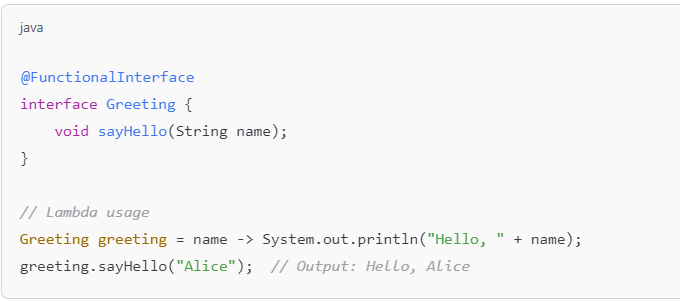 java
@FunctionalInterface
interface Greeting {
    void sayHello(String name);
}
// Lambda usage
Greeting greeting = name -> System.out.println("Hello, " + name);
greeting.sayHello("Alice");  // Output: Hello, Alice